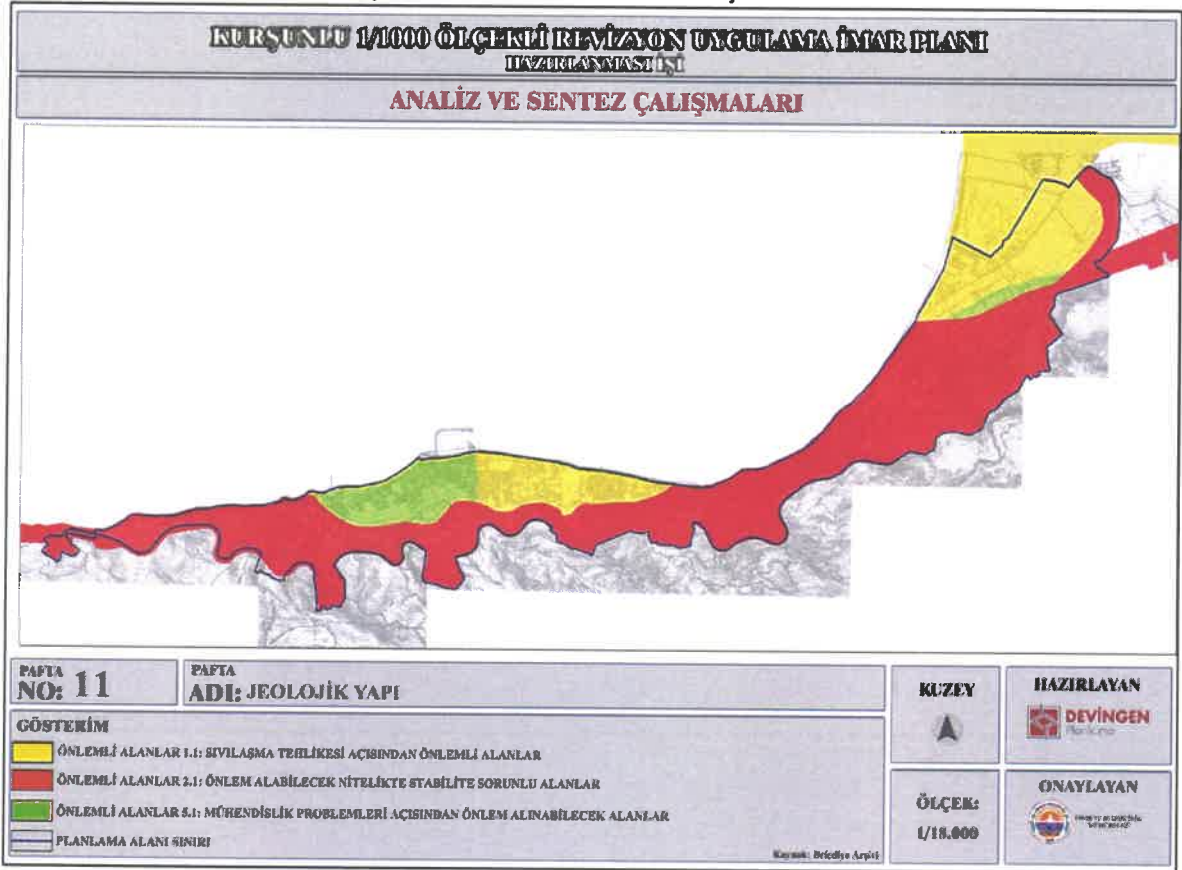 KURŞUNLU 1/1000 ÖLÇEKLİ REVİZYON UYGULAMA İMAR PLANI
HAZIRLANMASI İŞİ
ANALİZ VE SENTEZ ÇALIŞMALARI
PAFTA
NO: 11
PAFTA
ADI: JEOLOJİK YAPI
GÖSTERİM
ÖNLEMLİ ALANLAR 1.1: SIVILAŞMA TEHLİKESİ AÇISINDAN ÖNLEMLİ ALANLAR
ÖNLEMLİ ALANLAR 2.1: ÖNLEM ALABİLECEK NİTELİKTE STABİLİTE SORUNLU ALANLAR
ÖNLEMLİ ALANLAR 5.1: MÜHENDİSLİK PROBLEMLERİ AÇISINDAN ÖNLEM ALINABİLECEK ALANLAR
PLANLAMA ALANI SINIRI
Kaynak: Belediye Arşivi
KUZEY
ÖLÇEK:
1/18.000
HAZIRLAYAN
DEVİNGEN
Planlama
ONAYLAYAN